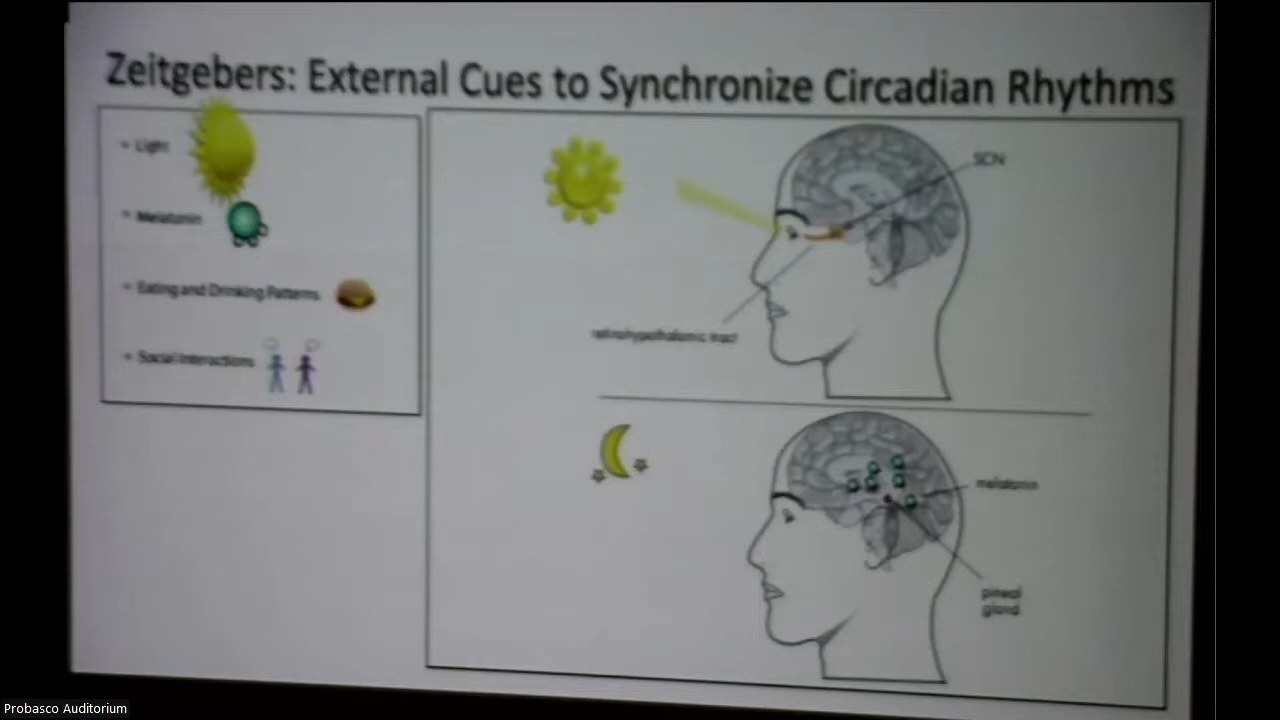 Zeitgebers: External Cues to Synchronize Circadian Rhythms
• Light
• Melatonin
• Eating and Drinking Patterns
• Social Interactions
SCN
retinohypothalamic tract
melatonin
pineal
gland
Probasco Auditorium